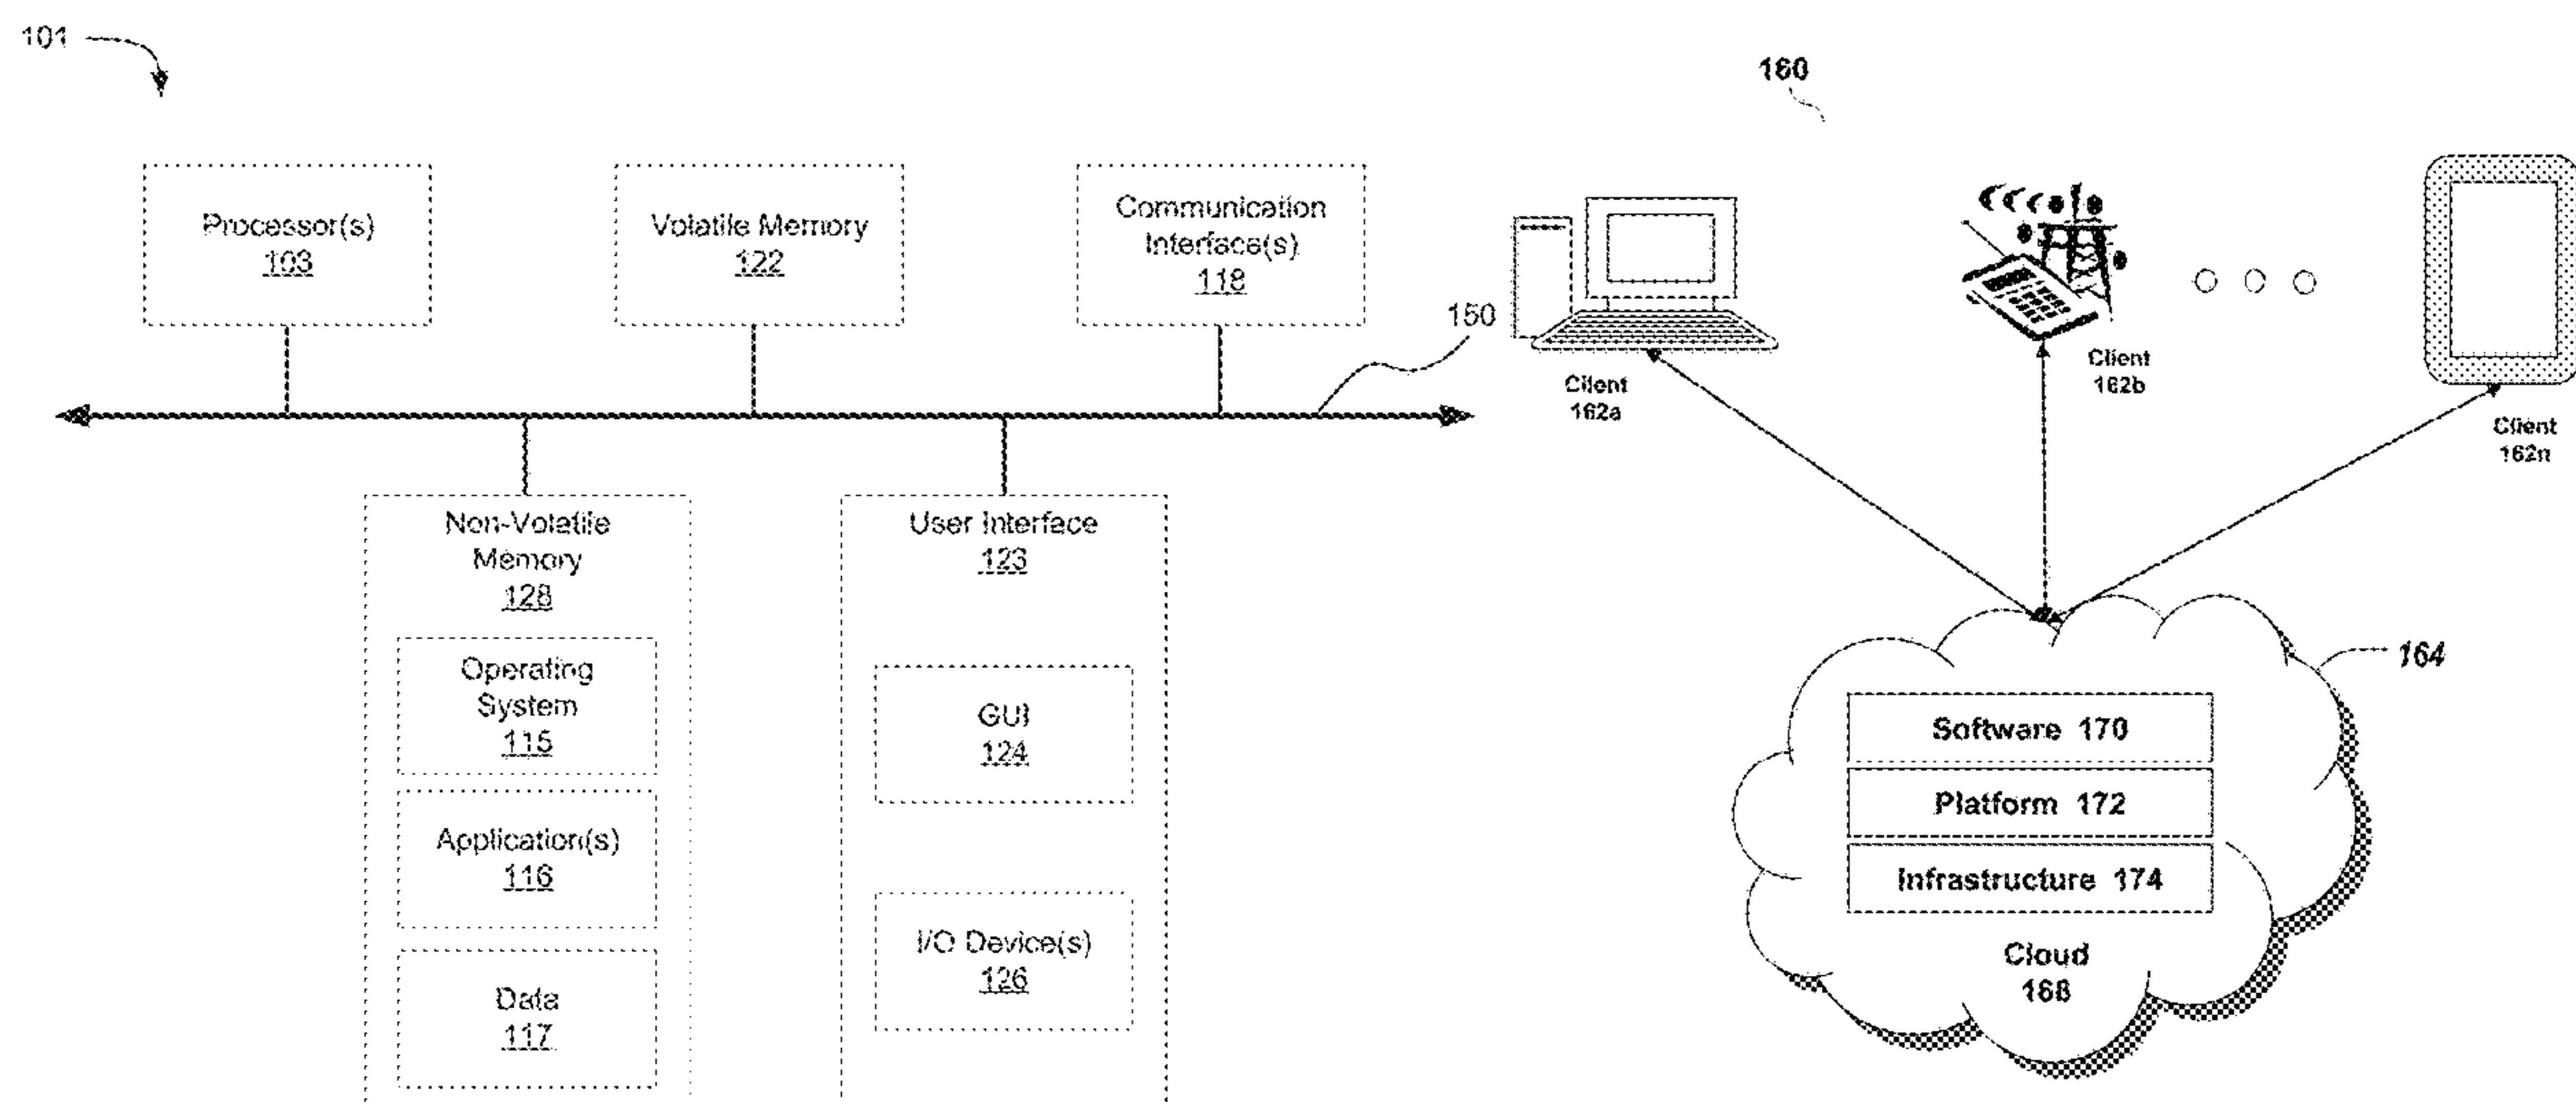 101
Processor(s)
103
Volatile Memory
122
Communication
Interface(s)
118
150
Non-Volatile
Memory
128
Operating
System
115
Application(s)
116
Data
117
User Interface
123
GUI
124
I/O Device(s)
126
160
Client
162a
Client
162b
Client
162n
164
Software 170
Platform 172
Infrastructure 174
Cloud
168